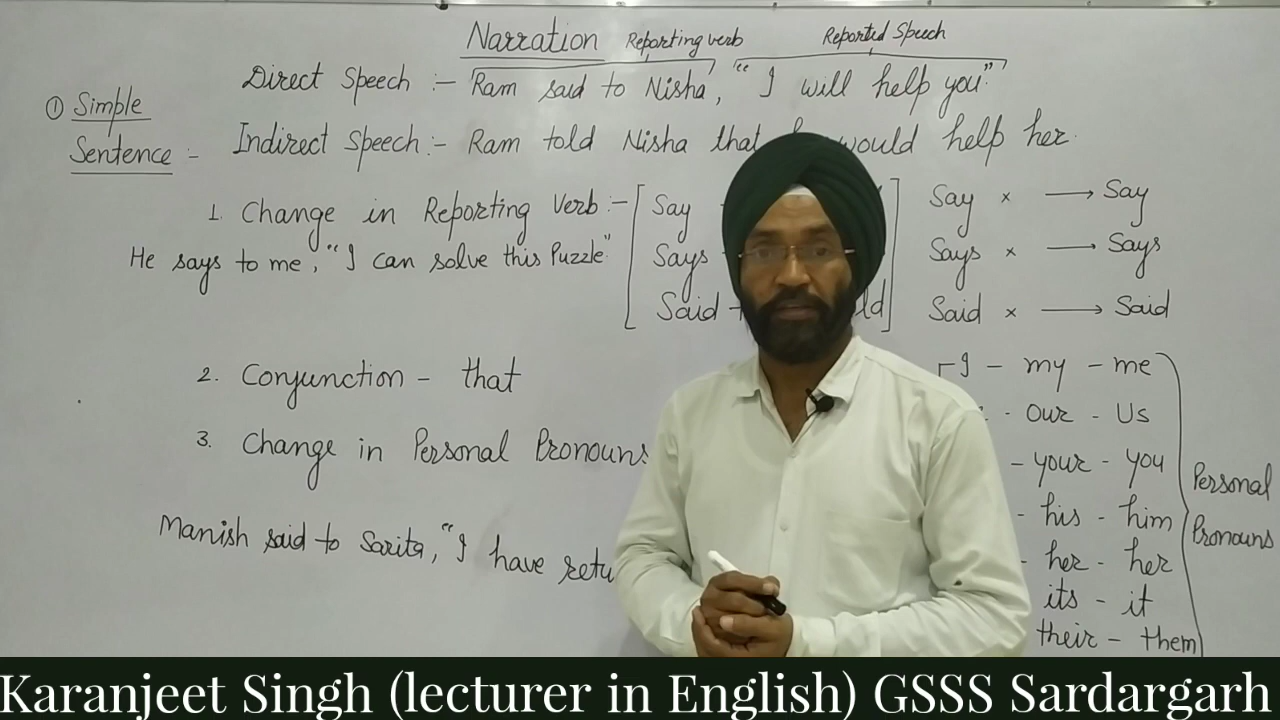 Narration Reporting verb Reported Speech
Direct Speech :- Ram said to Nisha, "I will help you"
① Simple Sentence :-
Indirect Speech :- Ram told Nisha that would help her.
1. Change in Reporting Verb :- [Say Say × → Say
He says to me, "I can solve this Puzzle" Says Says × → Says
Said Said × → Said
2. Conjunction - that
I - my - me
- our - Us
3. Change in Personal Pronouns
- your - you
Personal Pronouns
- his - him
Manish said to Sarita, "I have
- her - her
its - it
their - them
Karanjeet Singh (lecturer in English) GSSS Sardargarh